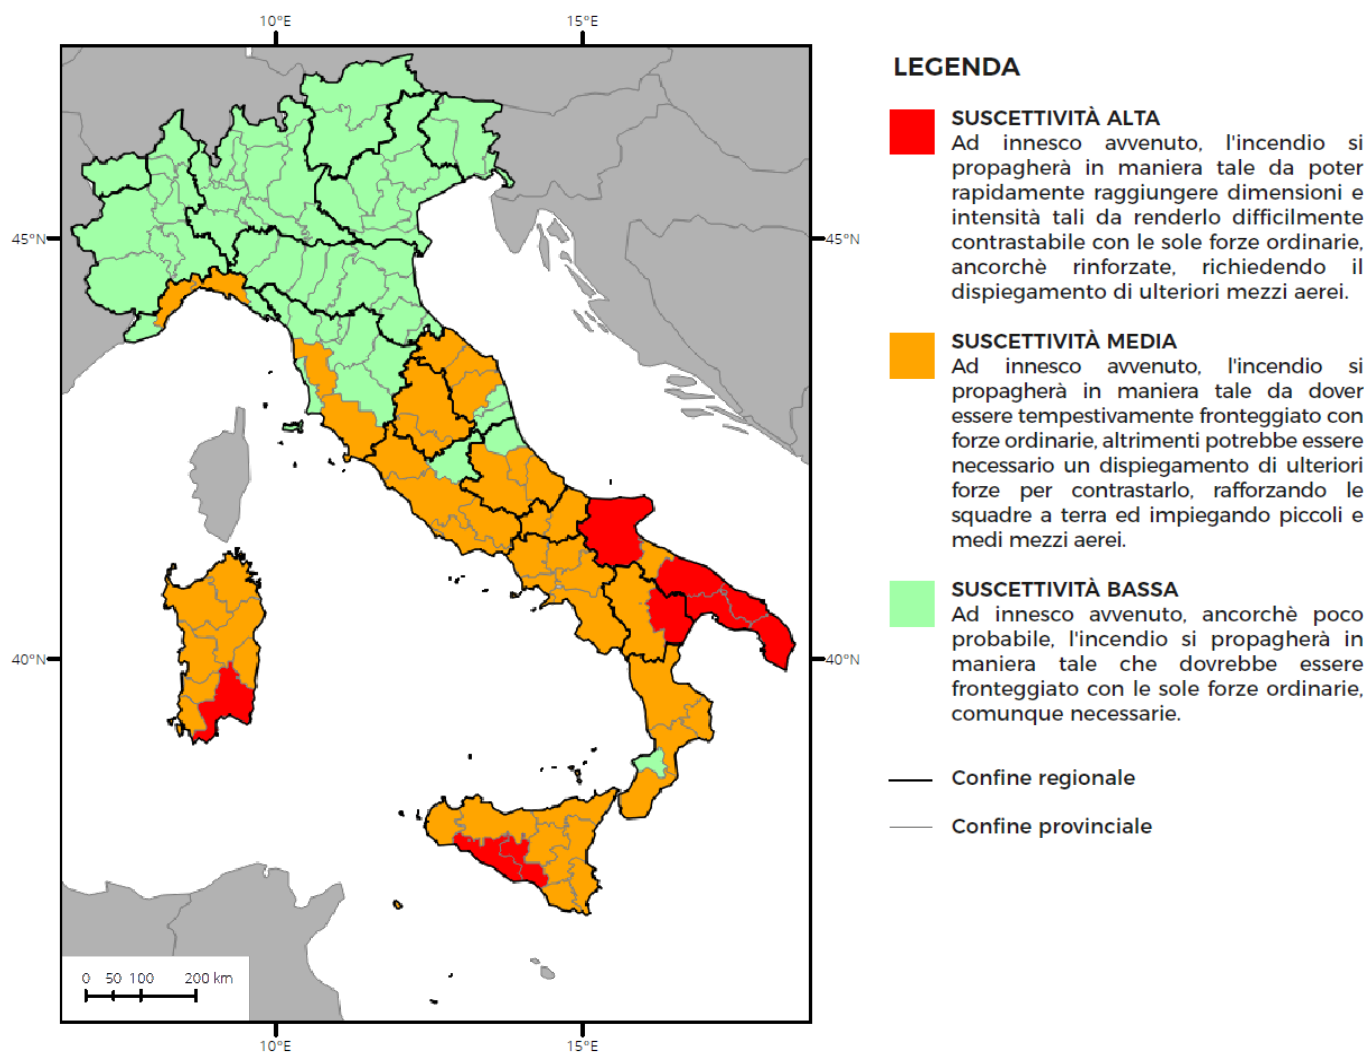 10°E
15°E
45°N
45°N
40°N
40°N
0 50 100 200 km
10°E
15°E
LEGENDA
SUSCETTIVITÀ ALTA
Ad innesco avvenuto, l'incendio si
propagherà in maniera tale da poter
rapidamente raggiungere dimensioni e
intensità tali da renderlo difficilmente
contrastabile con le sole forze ordinarie,
ancorchè rinforzate, richiedendo il
dispiegamento di ulteriori mezzi aerei.
SUSCETTIVITÀ MEDIA
Ad innesco avvenuto, l'incendio si
propagherà in maniera tale da dover
essere tempestivamente fronteggiato con
forze ordinarie, altrimenti potrebbe essere
necessario un dispiegamento di ulteriori
forze per contrastarlo, rafforzando le
squadre a terra ed impiegando piccoli e
medi mezzi aerei.
SUSCETTIVITÀ BASSA
Ad innesco avvenuto, ancorchè poco
probabile, l'incendio si propagherà in
maniera tale che dovrebbe essere
fronteggiato con le sole forze ordinarie,
comunque necessarie.
Confine regionale
Confine provinciale